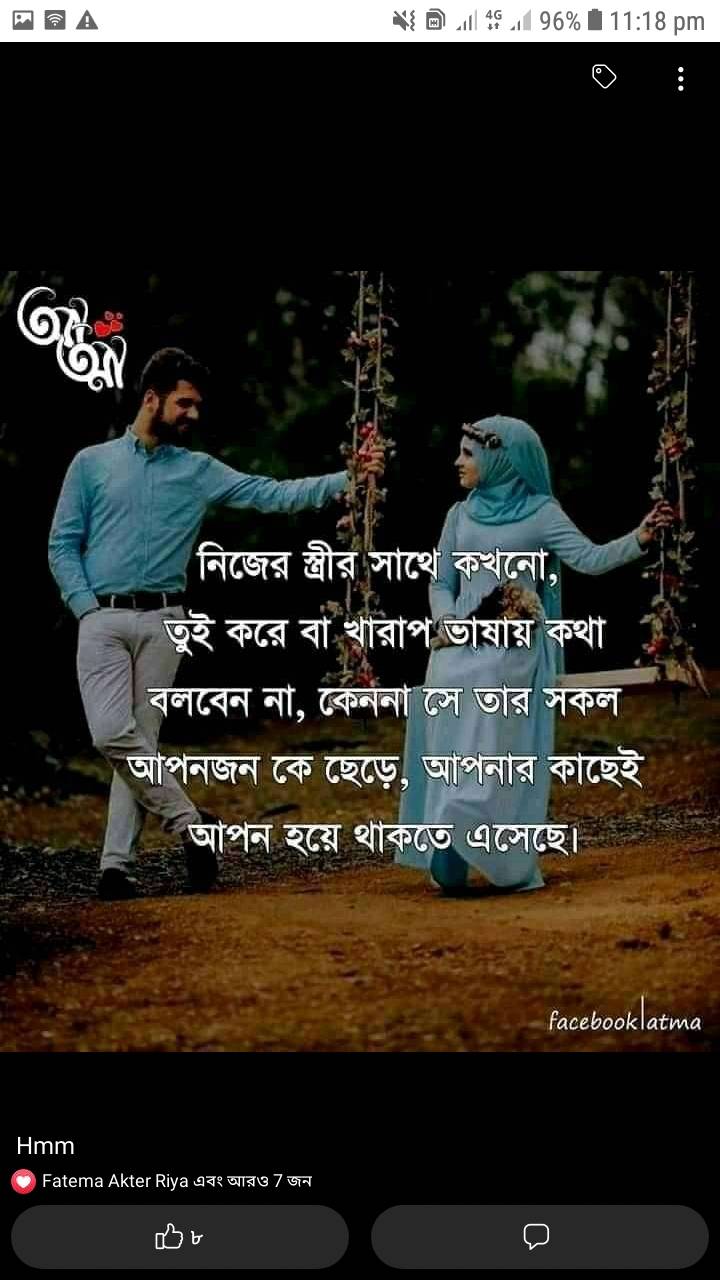 96% 11:18 pm
4G
আত্মা
নিজের স্ত্রীর সাথে কখনো,
তুই করে বা খারাপ ভাষায় কথা
বলবেন না, কেননা সে তার সকল
আপনজন কে ছেড়ে, আপনার কাছেই
আপন হয়ে থাকতে এসেছে।
facebook|atma
Hmm
Fatema Akter Riya এবং আরও 7 জন
৮